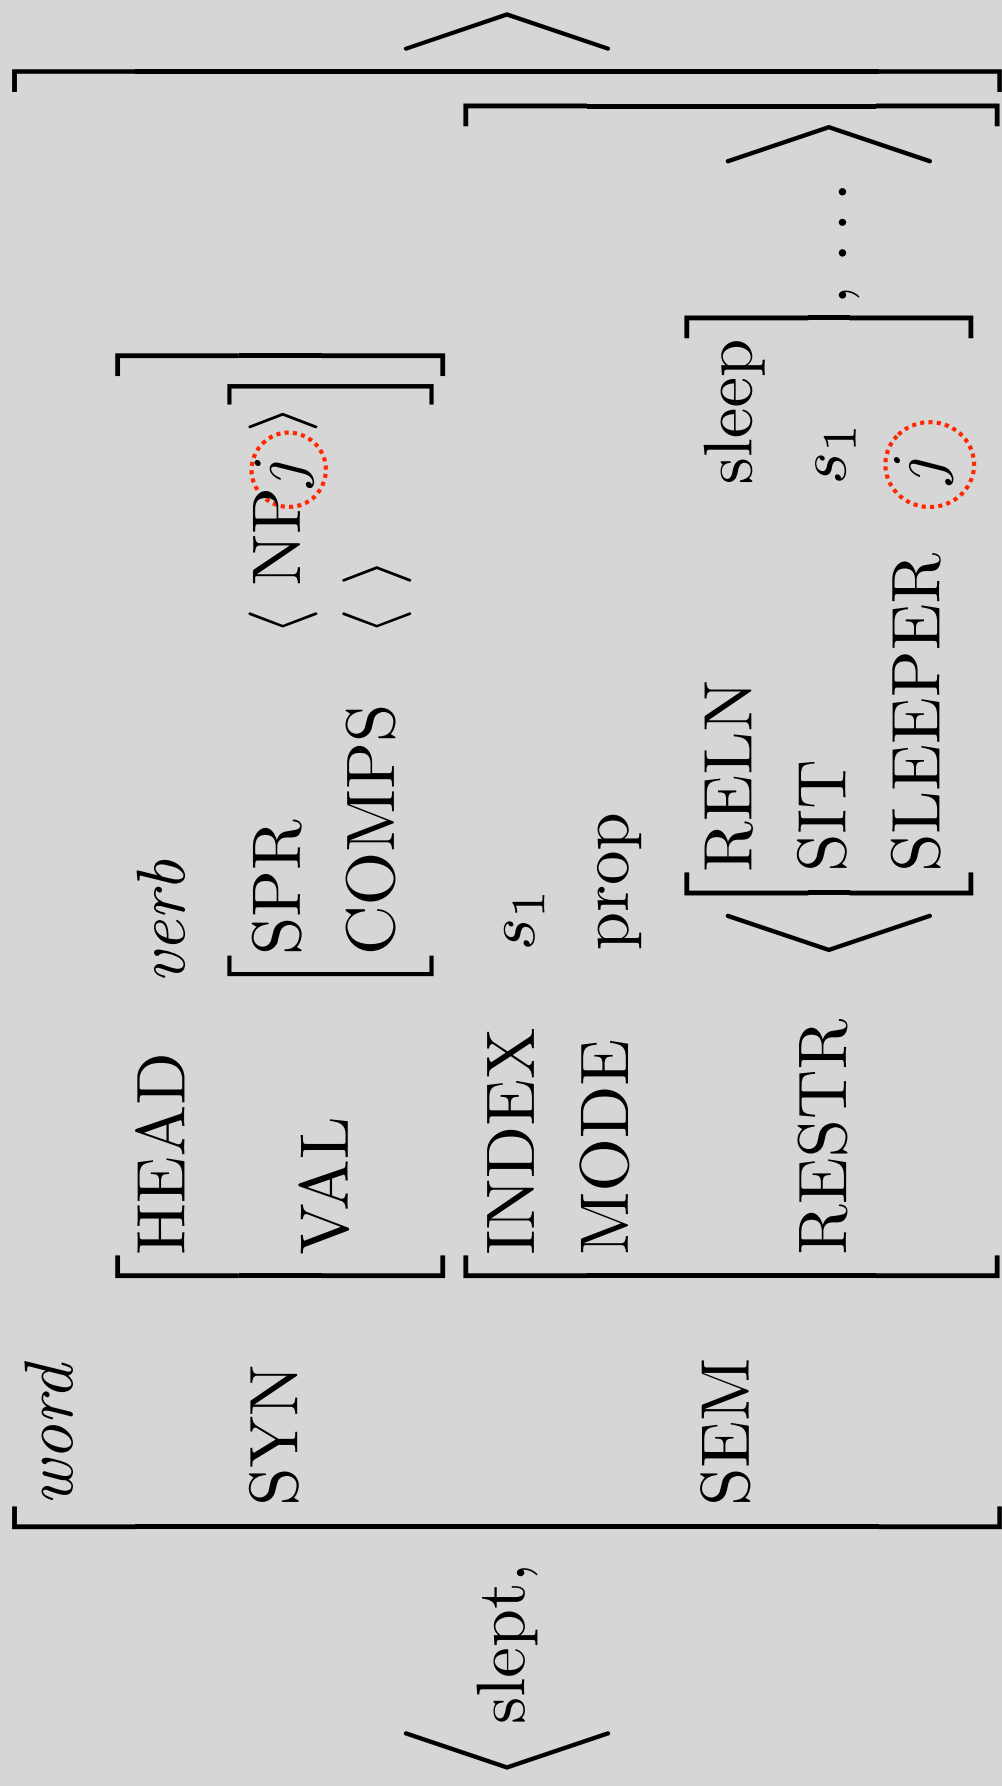 word
HEAD verb
SYN
SPR ⟨ NPj ⟩
VAL
COMPS ⟨ ⟩
⟨ slept, ⟩
INDEX s1
MODE prop
SEM
RELN sleep
RESTR ⟨ SIT s1 , ... ⟩
SLEEPER j